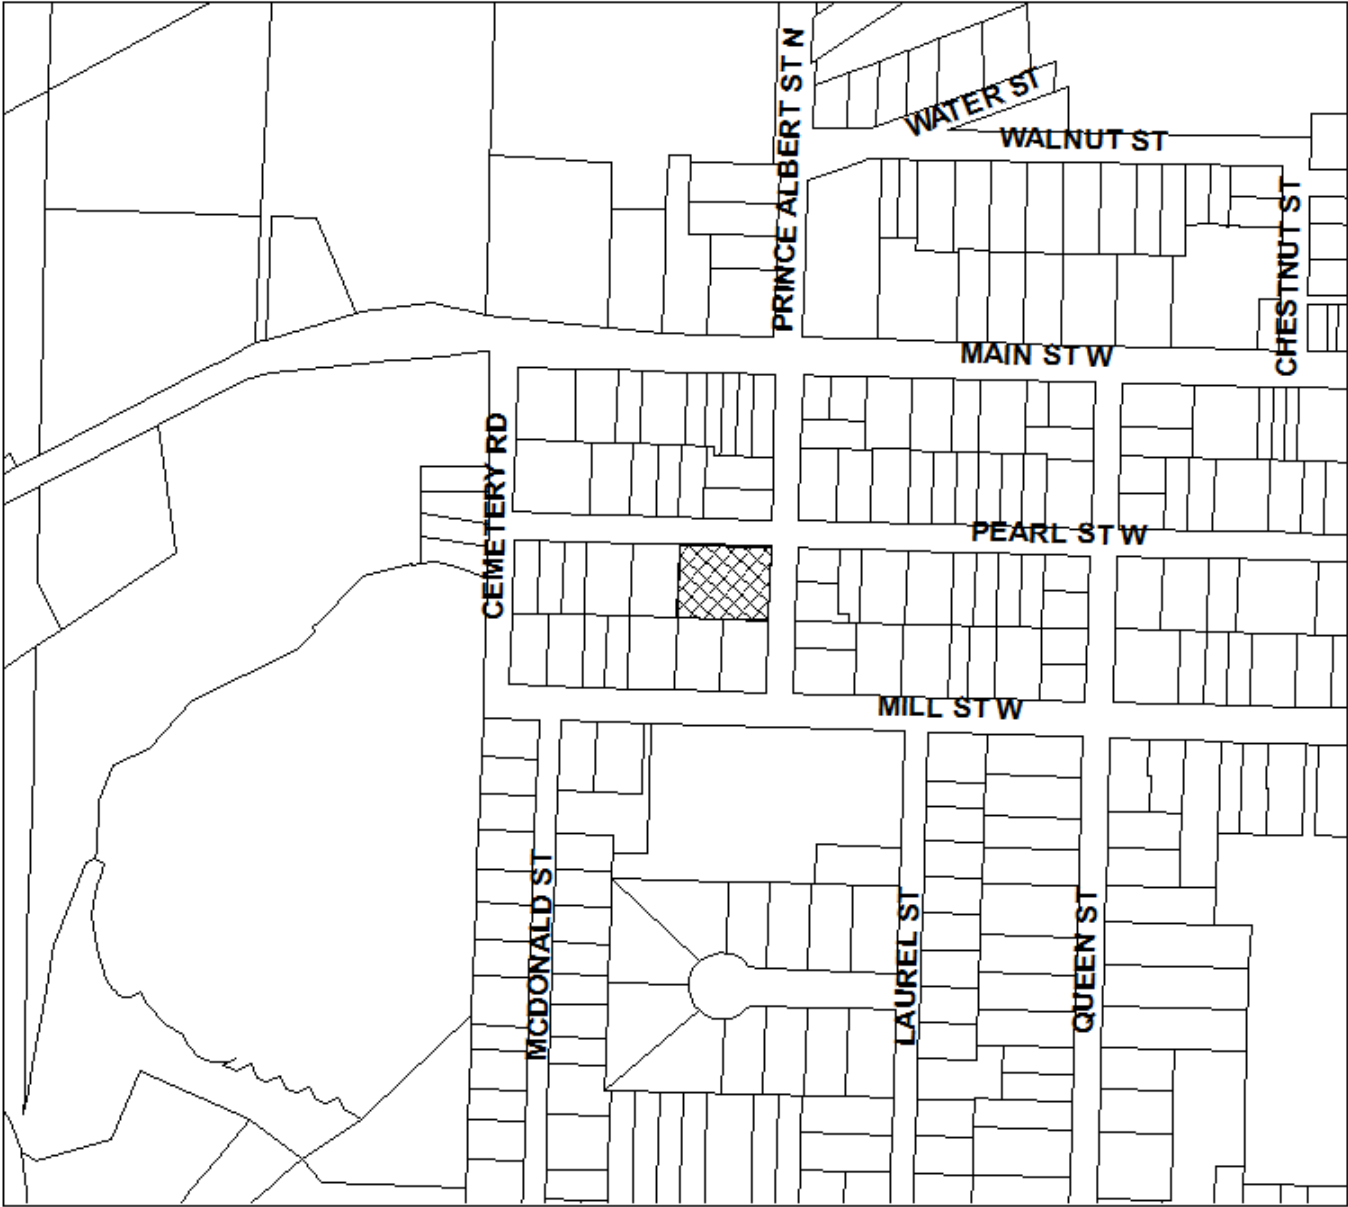 PRINCE ALBERT ST N
WATER ST
WALNUT ST
CHESTNUT ST
MAIN ST W
CEMETERY RD
PEARL ST W
MILL ST W
MCDONALD ST
LAUREL ST
QUEEN ST